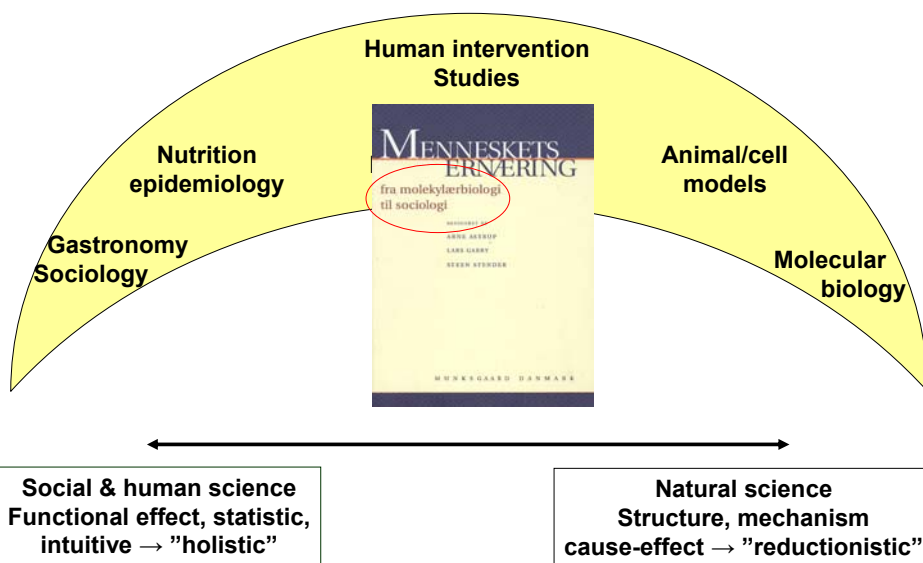 Human intervention
Studies
Nutrition
epidemiology
Animal/cell
models
Gastronomy
Sociology
Molecular
biology
MENNESKETS
ERNÆRING
fra molekylærbiologi
til sociologi
REDIGERET AF
ARNE ASTRUP
LARS GARBY
STEEN STENDER
MUNKSGAARD DANMARK
Social & human science
Functional effect, statistic,
intuitive → ”holistic”
Natural science
Structure, mechanism
cause-effect → ”reductionistic”